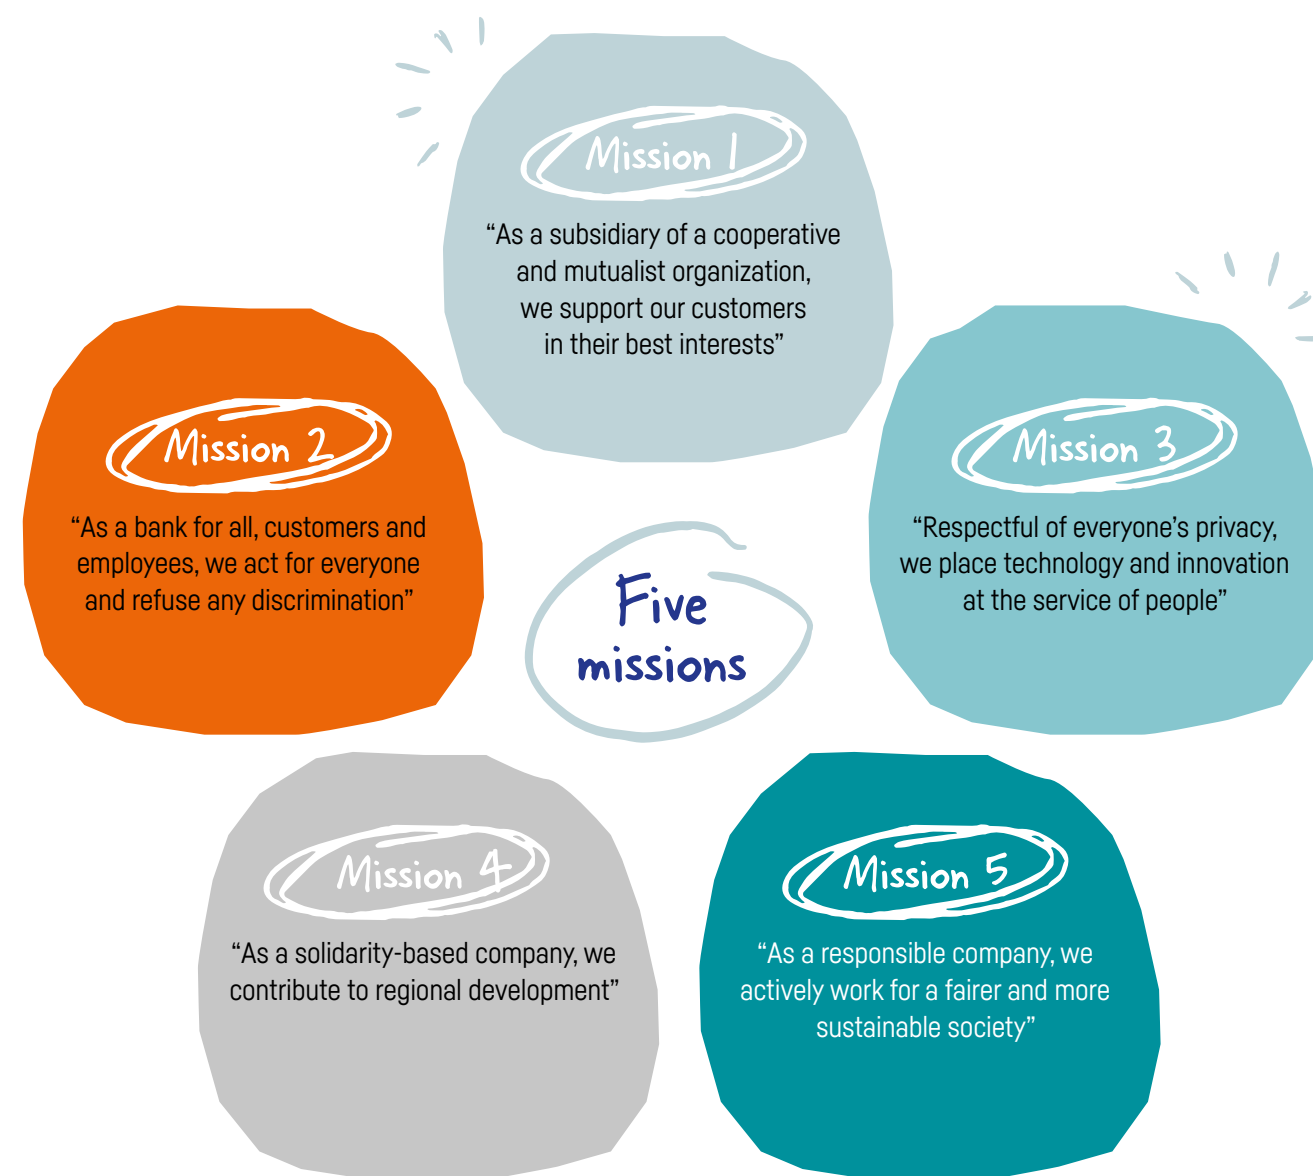 Mission 1
“As a subsidiary of a cooperative
and mutualist organization,
we support our customers
in their best interests”
Mission 2
“As a bank for all, customers and
employees, we act for everyone
and refuse any discrimination”
Mission 3
“Respectful of everyone’s privacy,
we place technology and innovation
at the service of people”
Five
missions
Mission 4
“As a solidarity-based company, we
contribute to regional development”
Mission 5
“As a responsible company, we
actively work for a fairer and more
sustainable society”